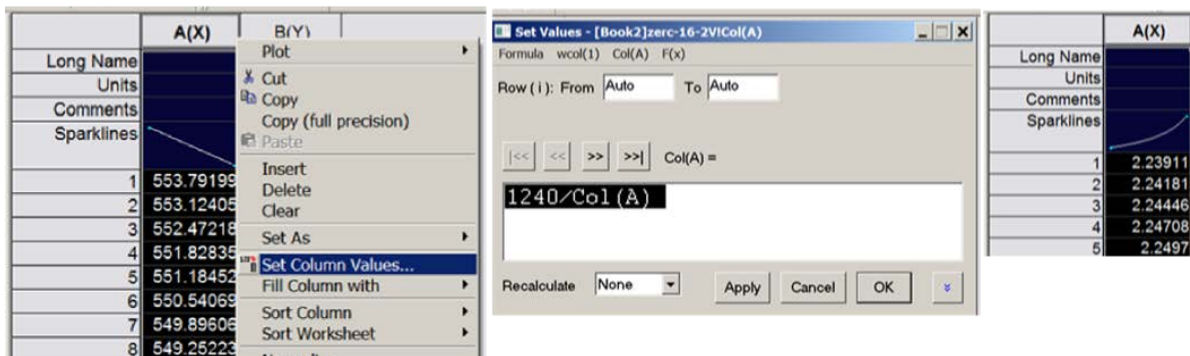 A(X) B(Y)
Long Name
Units
Comments
Sparklines
1 553.79199
2 553.12405
3 552.47218
4 551.82835
5 551.18452
6 550.54069
7 549.89606
8 549.25223
Plot
Cut
Copy
Copy (full precision)
Paste
Insert
Delete
Clear
Set As
Set Column Values...
Fill Column with
Sort Column
Sort Worksheet
Set Values - [Book2]zerc-16-2V!Col(A)
Formula wcol(1) Col(A) F(x)
Row ( i ): From Auto To Auto
|<< << >> >>| Col(A) =
1240/Col(A)
Recalculate None Apply Cancel OK
A(X)
Long Name
Units
Comments
Sparklines
1 2.23911
2 2.24181
3 2.24446
4 2.24708
5 2.2497